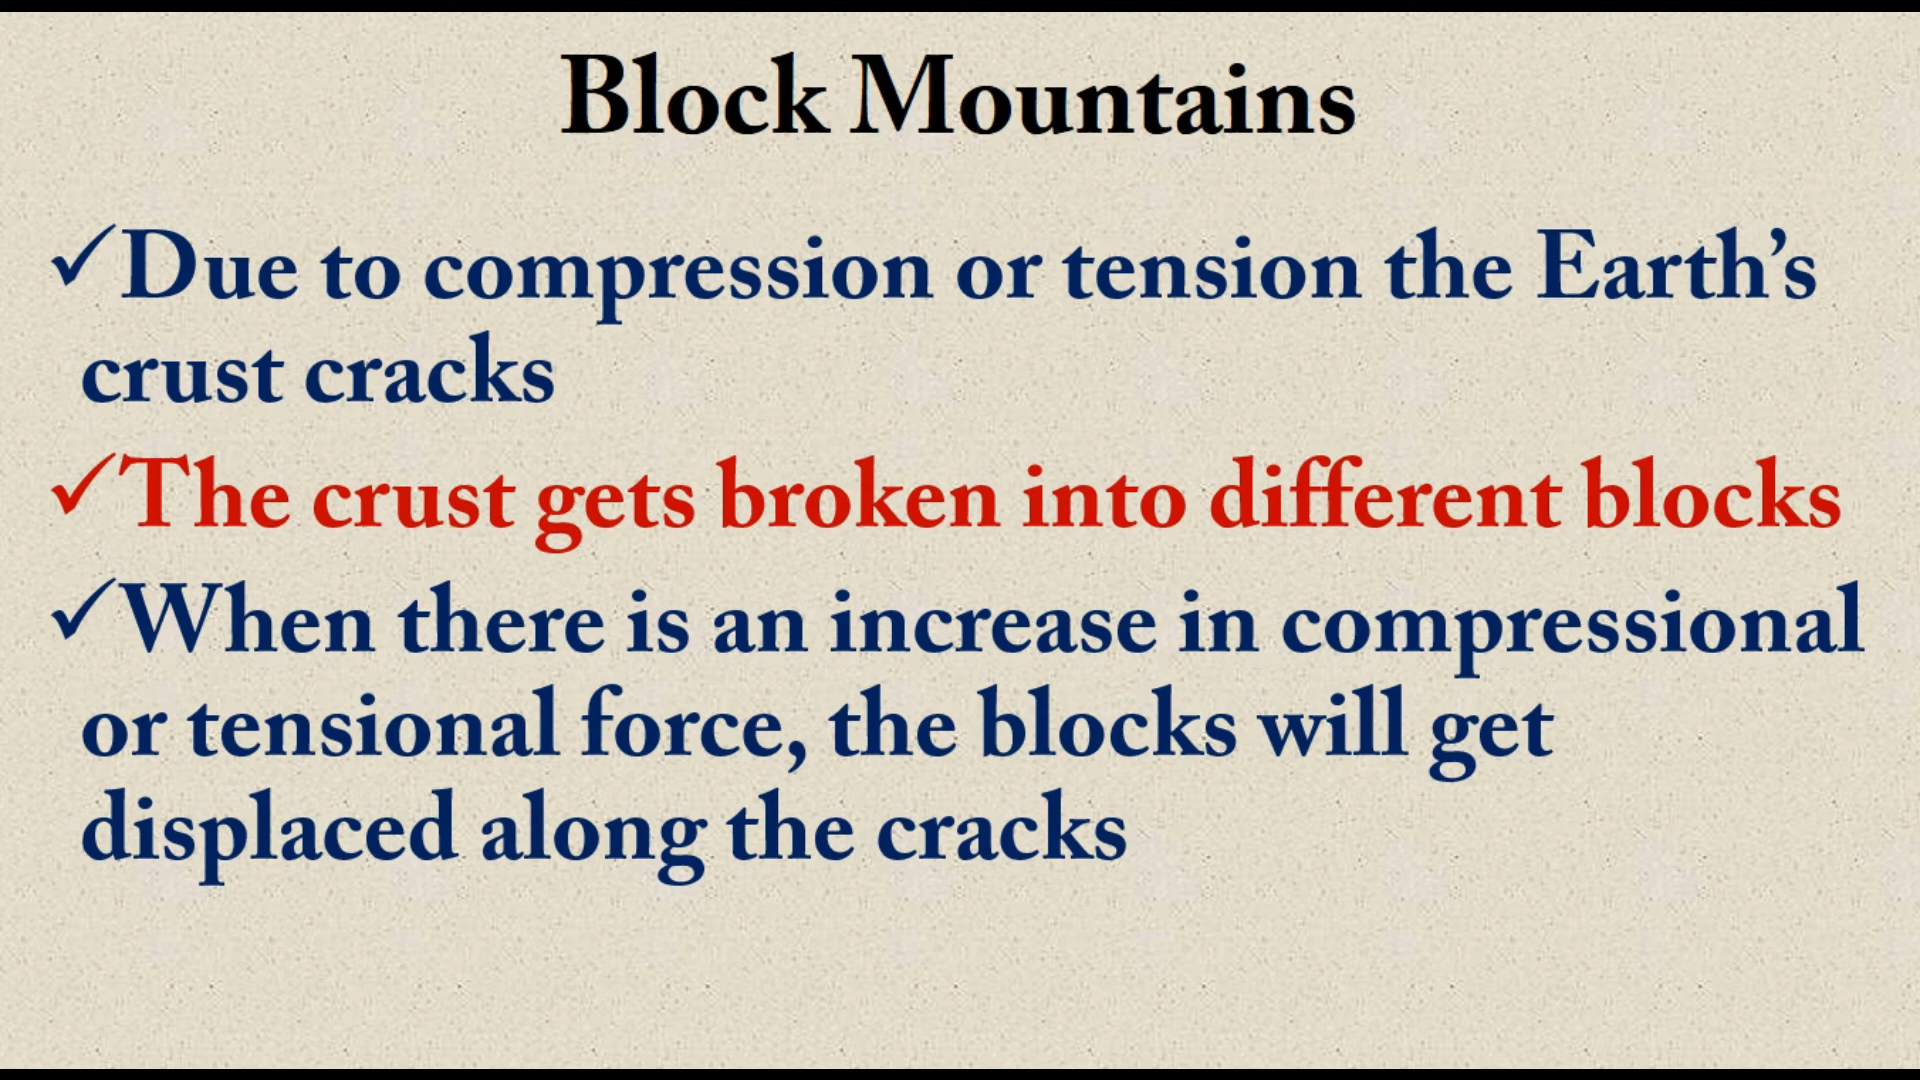 Block Mountains
✓Due to compression or tension the Earth’s
crust cracks
✓The crust gets broken into different blocks
✓When there is an increase in compressional
or tensional force, the blocks will get
displaced along the cracks